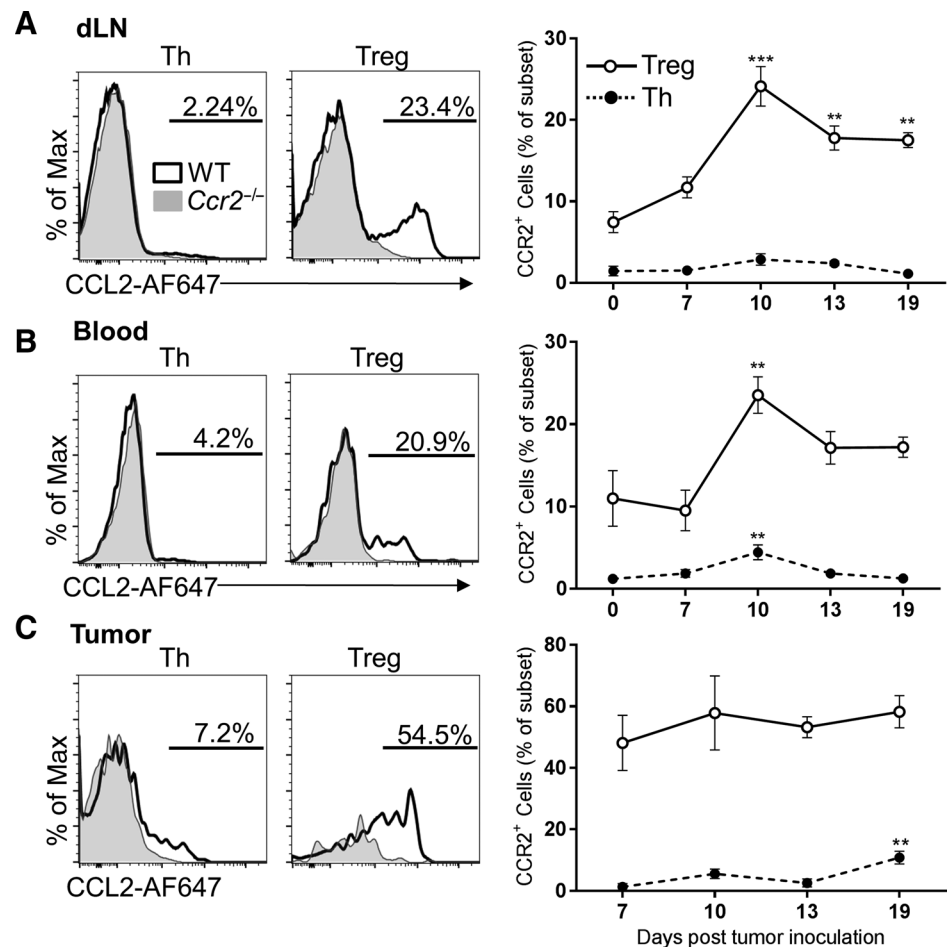 A dLN
Th
Treg
2.24%
23.4%
WT
Ccr2⁻/⁻
% of Max
CCL2-AF647
30
20
10
0
CCR2⁺ Cells (% of subset)
Treg
Th
***
**
**
0 7 10 13 19
B Blood
Th
Treg
4.2%
20.9%
% of Max
CCL2-AF647
30
20
10
0
CCR2⁺ Cells (% of subset)
**
**
0 7 10 13 19
C Tumor
Th
Treg
7.2%
54.5%
% of Max
CCL2-AF647
80
60
40
20
0
CCR2⁺ Cells (% of subset)
**
7 10 13 19
Days post tumor inoculation